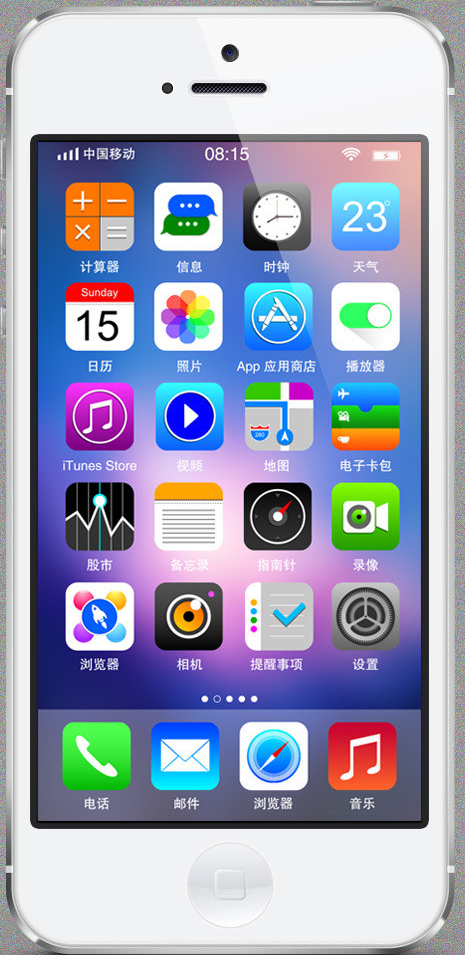 中国移动 08:15
23°
计算器 信息 时钟 天气
Sunday
15
日历 照片 App 应用商店 播放器
280
iTunes Store 视频 地图 电子卡包
股市 备忘录 指南针 录像
浏览器 相机 提醒事项 设置
电话 邮件 浏览器 音乐